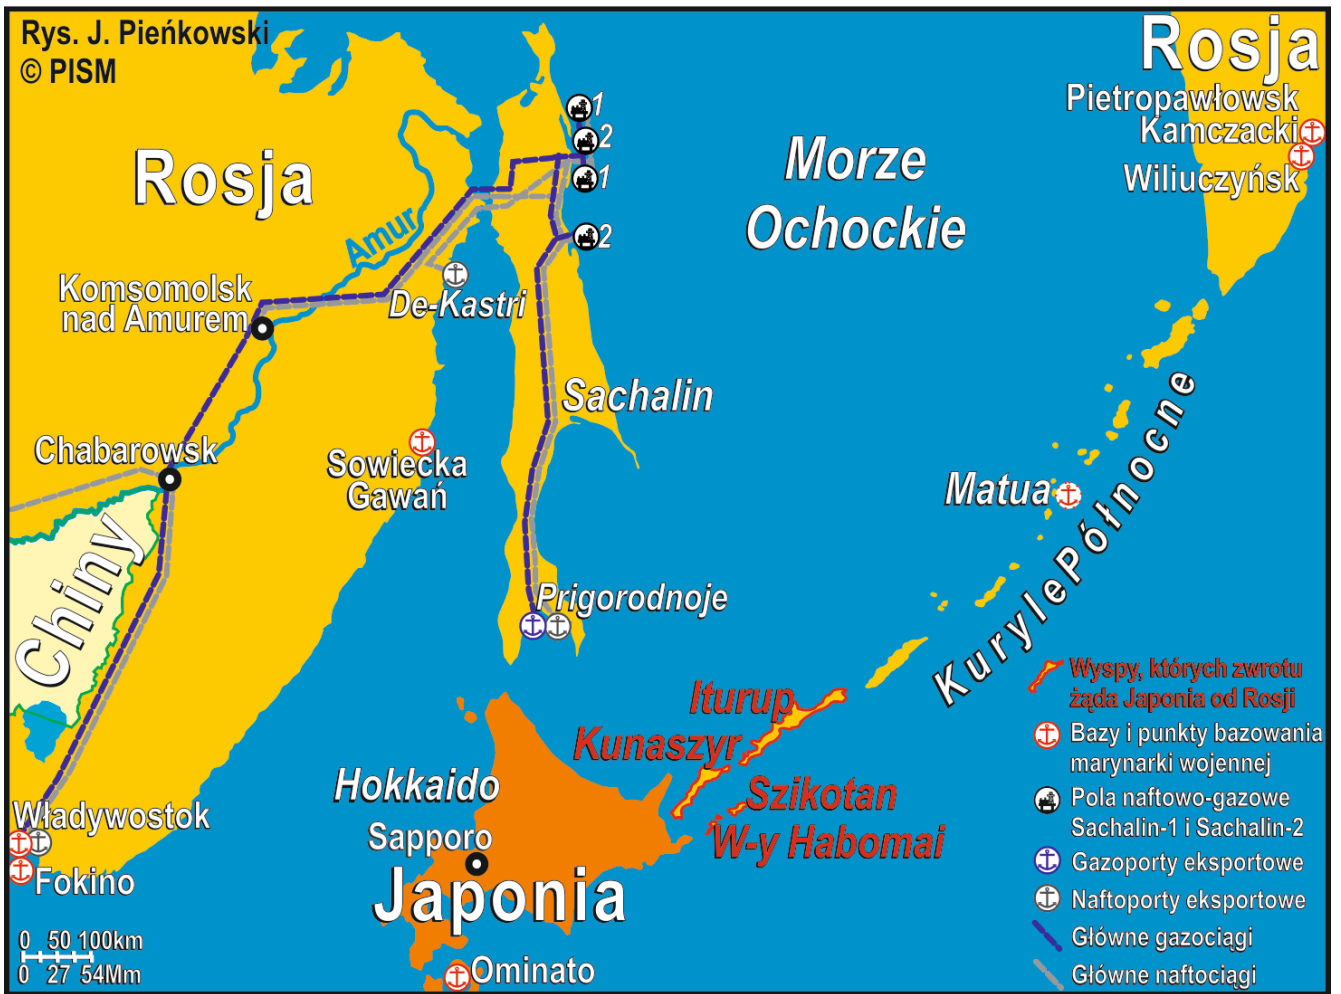 Rys. J. Pieńkowski
© PISM
Rosja
Pietropawłowsk
Kamczacki
Wiliuczyńsk
1
2
1
2
Rosja
Morze
Ochockie
Amur
Komsomolsk
nad Amurem
De-Kastri
Sachalin
Chabarowsk
Sowiecka
Gawań
Matua
Kuryle Północne
Chiny
Prigorodnoje
Iturup
Kunaszyr
Szikotan
W-y Habomai
Hokkaido
Sapporo
Japonia
Władywostok
Fokino
Ominato
0 50 100km
0 27 54Mm
Wyspy, których zwrotu
żąda Japonia od Rosji
Bazy i punkty bazowania
marynarki wojennej
Pola naftowo-gazowe
Sachalin-1 i Sachalin-2
Gazoporty eksportowe
Naftoporty eksportowe
Główne gazociągi
Główne naftociągi